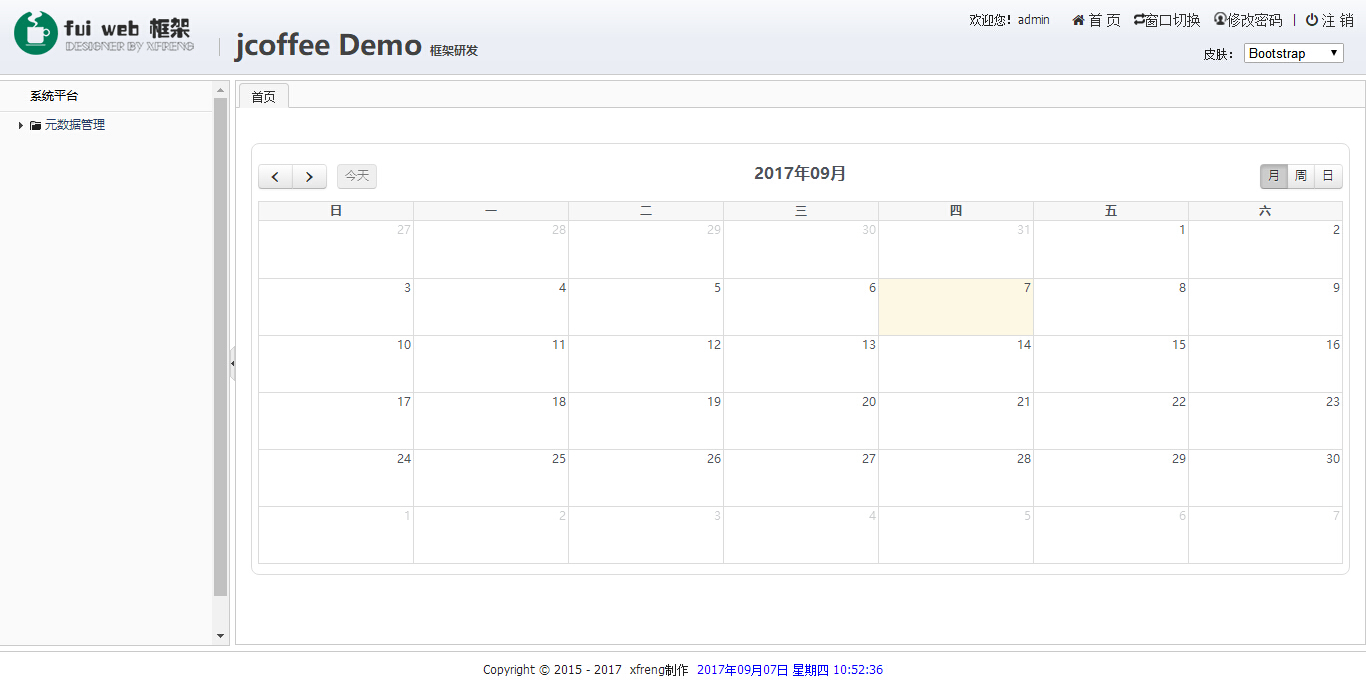 fui web 框架
DESIGNER BY XFRENG
jcoffee Demo 框架研发
欢迎您！admin 首 页 窗口切换 修改密码 | 注 销
皮肤： Bootstrap
系统平台
元数据管理
首页
今天 2017年09月 月 周 日
日 一 二 三 四 五 六
27 28 29 30 31 1 2
3 4 5 6 7 8 9
10 11 12 13 14 15 16
17 18 19 20 21 22 23
24 25 26 27 28 29 30
1 2 3 4 5 6 7
Copyright © 2015 - 2017 xfreng制作 2017年09月07日 星期四 10:52:36